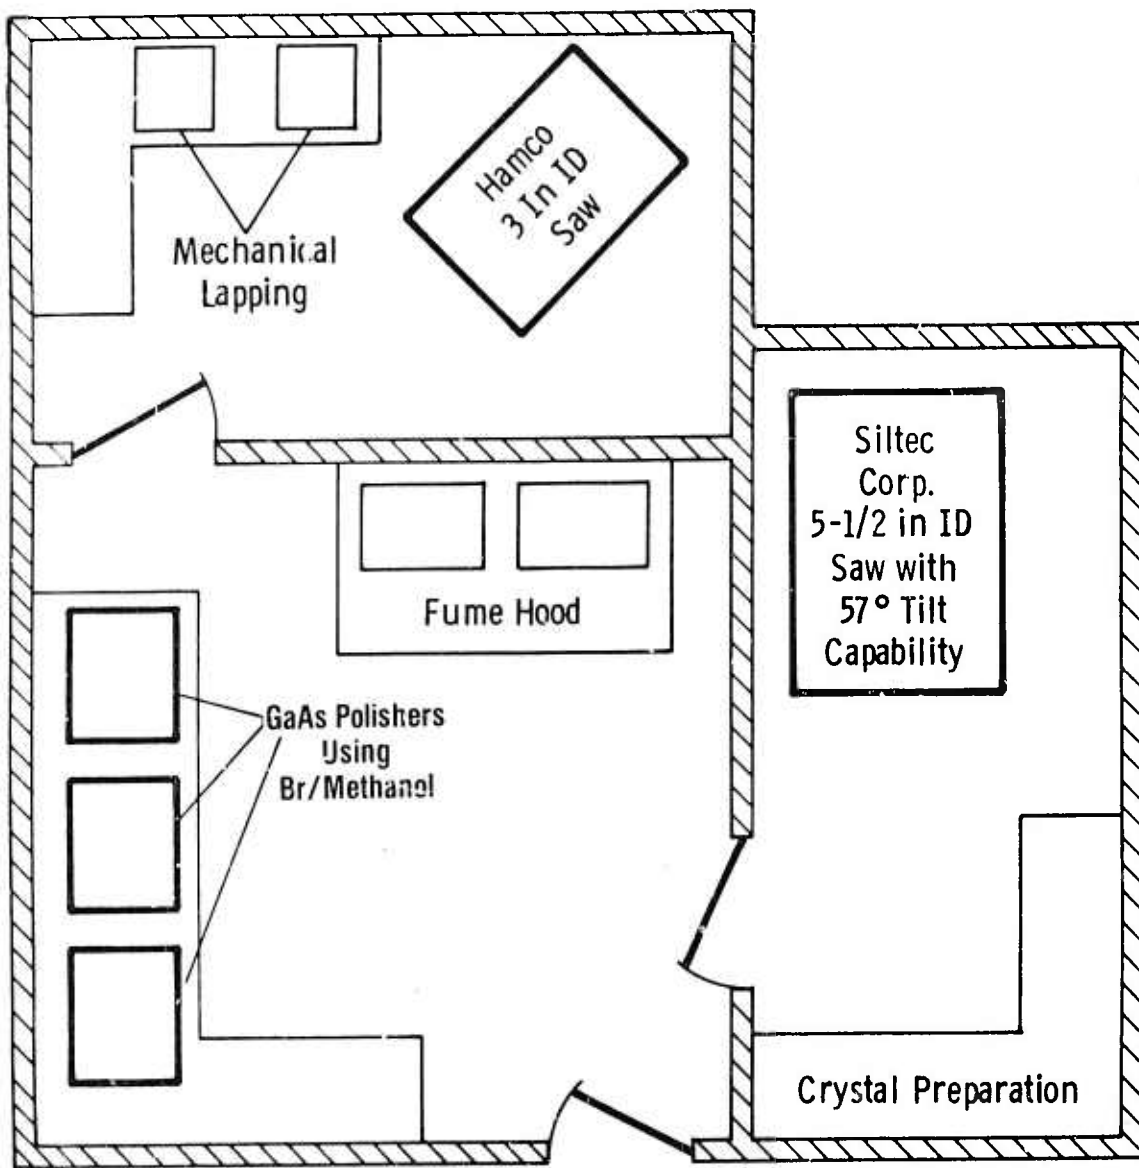 Hamco
3 In ID
Saw
Mechanical
Lapping
Siltec
Corp.
5-1/2 in ID
Saw with
57° Tilt
Capability
Fume Hood
GaAs Polishers
Using
Br/Methanol
Crystal Preparation